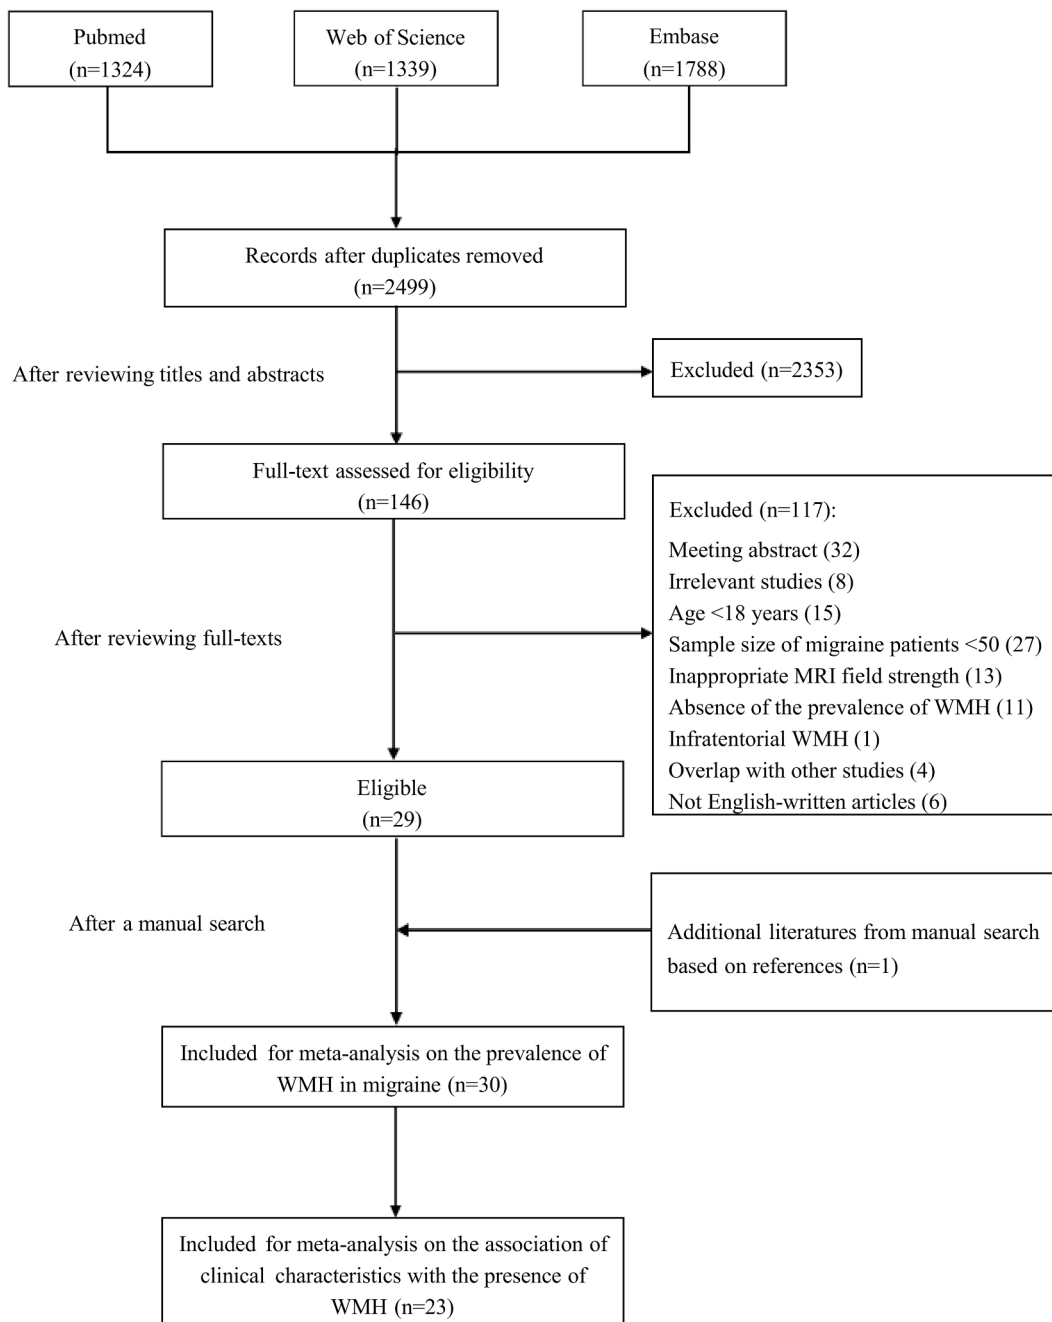 Pubmed
(n=1324)
Web of Science
(n=1339)
Embase
(n=1788)
Records after duplicates removed
(n=2499)
After reviewing titles and abstracts
Excluded (n=2353)
Full-text assessed for eligibility
(n=146)
After reviewing full-texts
Excluded (n=117):
Meeting abstract (32)
Irrelevant studies (8)
Age <18 years (15)
Sample size of migraine patients <50 (27)
Inappropriate MRI field strength (13)
Absence of the prevalence of WMH (11)
Infratentorial WMH (1)
Overlap with other studies (4)
Not English-written articles (6)
Eligible
(n=29)
After a manual search
Additional literatures from manual search
based on references (n=1)
Included for meta-analysis on the prevalence of
WMH in migraine (n=30)
Included for meta-analysis on the association of
clinical characteristics with the presence of
WMH (n=23)